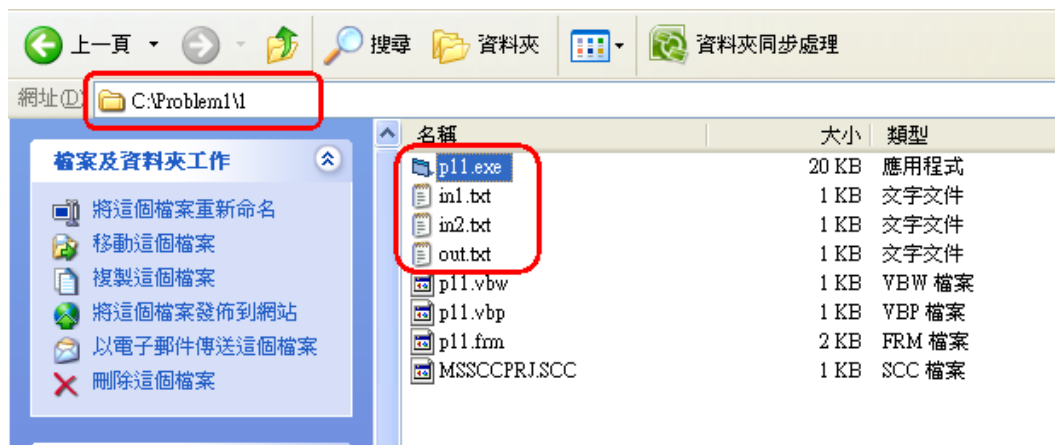 上一頁 搜尋 資料夾 資料夾同步處理
網址(D) C:\Problem1\1
檔案及資料夾工作
將這個檔案重新命名
移動這個檔案
複製這個檔案
將這個檔案發佈到網站
以電子郵件傳送這個檔案
刪除這個檔案
名稱 大小 類型
p11.exe 20 KB 應用程式
in1.txt 1 KB 文字文件
in2.txt 1 KB 文字文件
out.txt 1 KB 文字文件
p11.vbw 1 KB VBW 檔案
p11.vbp 1 KB VBP 檔案
p11.frm 2 KB FRM 檔案
MSSCCPRJ.SCC 1 KB SCC 檔案